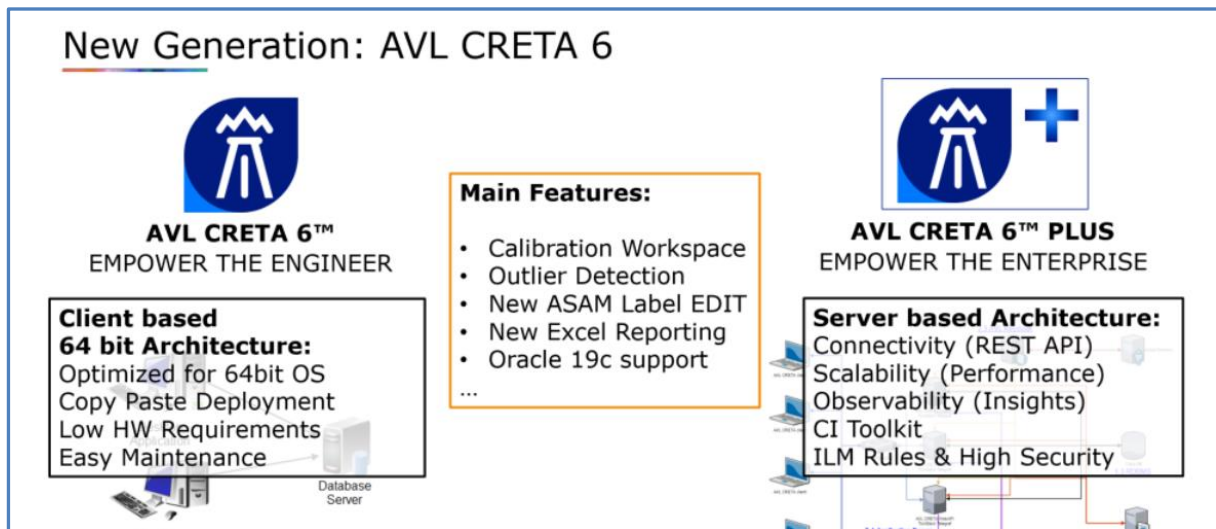 New Generation: AVL CRETA 6
AVL CRETA 6™
EMPOWER THE ENGINEER
Client based
64 bit Architecture:
Optimized for 64bit OS
Copy Paste Deployment
Low HW Requirements
Easy Maintenance
Database
Server
Main Features:
• Calibration Workspace
• Outlier Detection
• New ASAM Label EDIT
• New Excel Reporting
• Oracle 19c support
...
AVL CRETA 6™ PLUS
EMPOWER THE ENTERPRISE
Server based Architecture:
Connectivity (REST API)
Scalability (Performance)
Observability (Insights)
CI Toolkit
ILM Rules & High Security